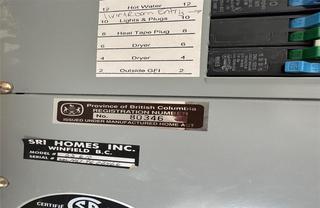 12 Hot Water 12
10 Lights & Plugs 10
8 Heat Tape Plug 8
6 Dryer 6
4 Dryer 4
2 Outside GFI 2
Province of British Columbia
REGISTRATION NUMBER
No. 80346
ISSUED UNDER MANUFACTURED HOME ACT
SRI HOMES INC.
WINFIELD B.C.
MODEL #
SERIAL #
CERTIFIE